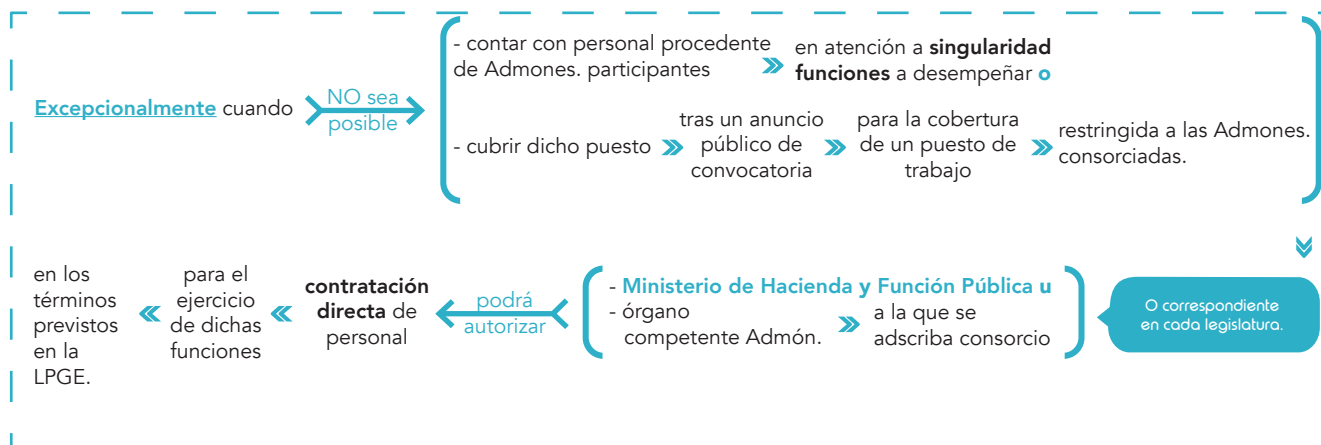 Excepcionalmente cuando
NO sea
posible
- contar con personal procedente
de Admones. participantes
en atención a singularidad
funciones a desempeñar o
- cubrir dicho puesto
tras un anuncio
público de
convocatoria
para la cobertura
de un puesto de
trabajo
restringida a las Admones.
consorciadas.
O correspondiente
en cada legislatura.
- Ministerio de Hacienda y Función Pública u
- órgano
competente Admón.
a la que se
adscriba consorcio
podrá
autorizar
contratación
directa de
personal
para el
ejercicio
de dichas
funciones
en los
términos
previstos
en la
LPGE.